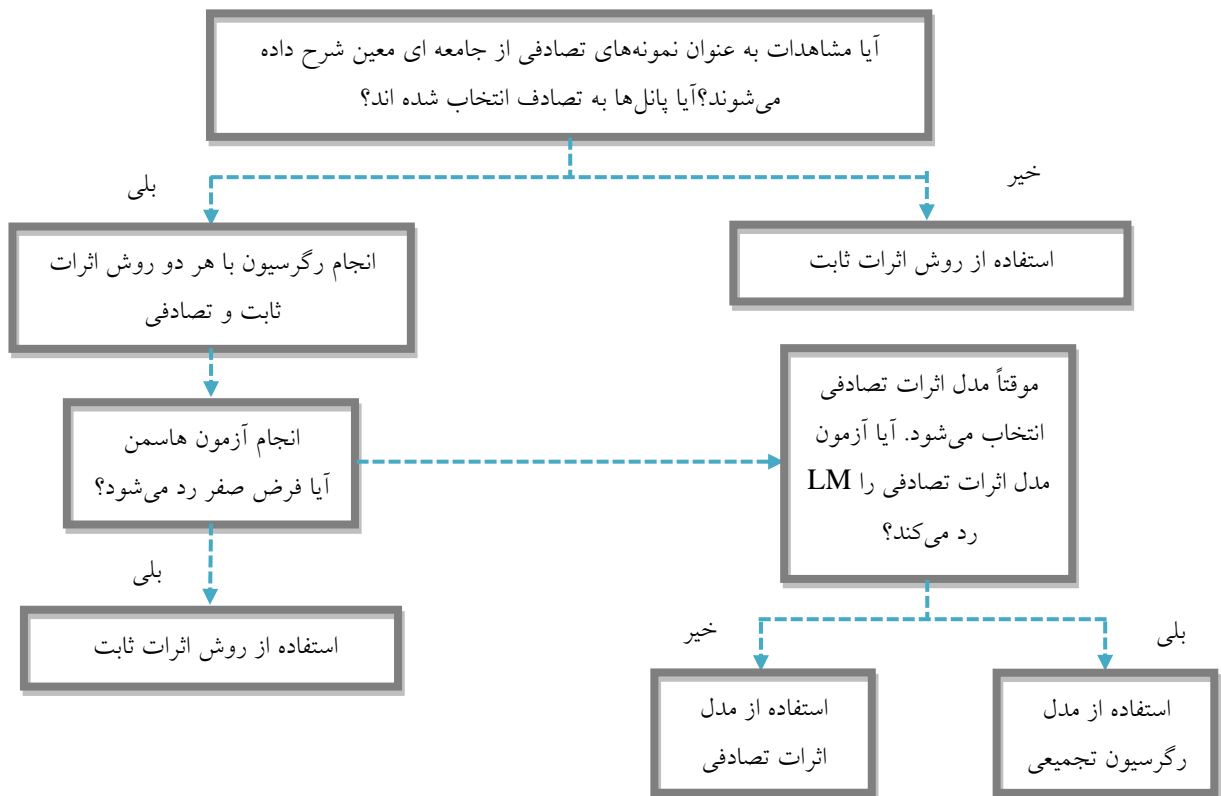 آیا مشاهدات به عنوان نمونه‌های تصادفی از جامعه ای معین شرح داده
می‌شوند؟آیا پانل‌ها به تصادف انتخاب شده اند؟
خیر
بلی
استفاده از روش اثرات ثابت
انجام رگرسیون با هر دو روش اثرات
ثابت و تصادفی
موقتاً مدل اثرات تصادفی
انتخاب می‌شود. آیا آزمون
LM مدل اثرات تصادفی را
رد می‌کند؟
انجام آزمون هاسمن
آیا فرض صفر رد می‌شود؟
بلی
استفاده از روش اثرات ثابت
بلی
خیر
استفاده از مدل
رگرسیون تجمیعی
استفاده از مدل
اثرات تصادفی